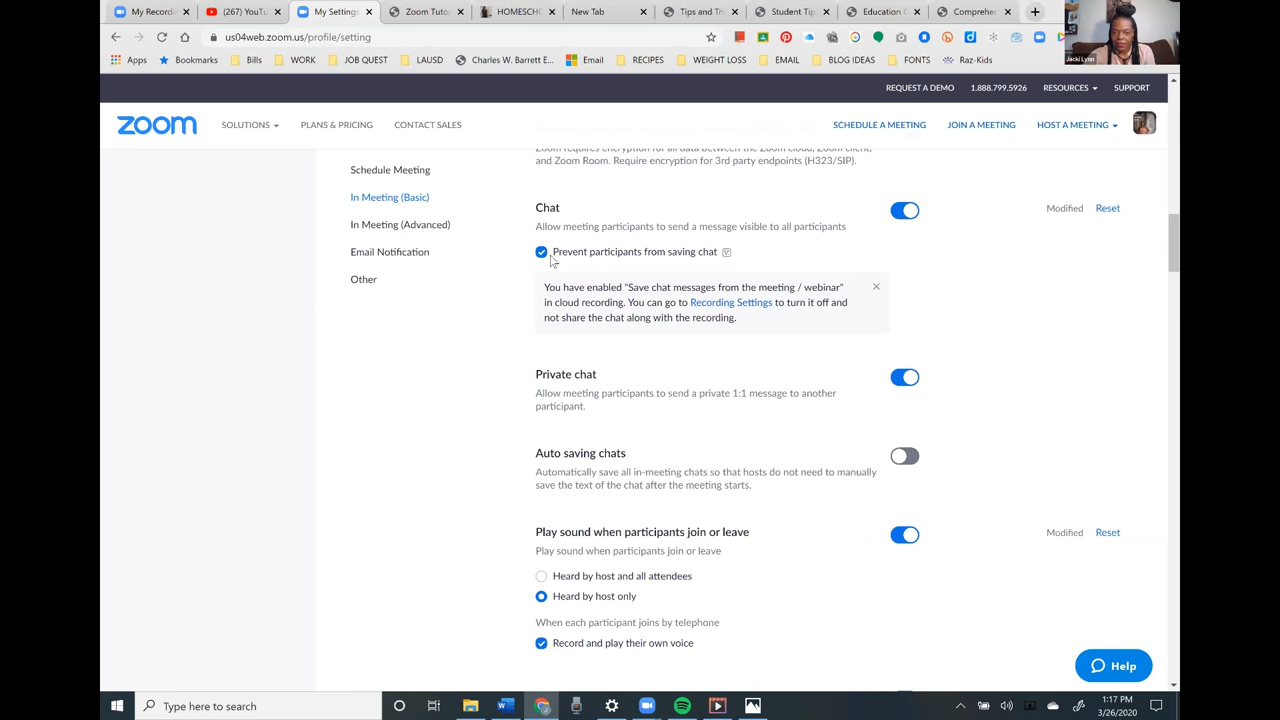 My Recordi
(267) YouTu
My Setting
Zoom Tutor
HOMESCHO
New Tab
Tips and Tri
Student Tip
Education C
Comprehen
us04web.zoom.us/profile/setting
Apps
Bookmarks
Bills
WORK
JOB QUEST
LAUSD
Charles W. Barrett E...
Email
RECIPES
WEIGHT LOSS
EMAIL
BLOG IDEAS
FONTS
Raz-Kids
Jacki Lynn
REQUEST A DEMO
1.888.799.5926
RESOURCES
SUPPORT
zoom
SOLUTIONS
PLANS & PRICING
CONTACT SALES
SCHEDULE A MEETING
JOIN A MEETING
HOST A MEETING
Schedule Meeting
In Meeting (Basic)
In Meeting (Advanced)
Email Notification
Other
Zoom requires encryption for all data between the Zoom cloud, Zoom client,
and Zoom Room. Require encryption for 3rd party endpoints (H323/SIP).
Chat
Modified
Reset
Allow meeting participants to send a message visible to all participants
Prevent participants from saving chat
You have enabled "Save chat messages from the meeting / webinar"
in cloud recording. You can go to Recording Settings to turn it off and
not share the chat along with the recording.
Private chat
Allow meeting participants to send a private 1:1 message to another
participant.
Auto saving chats
Automatically save all in-meeting chats so that hosts do not need to manually
save the text of the chat after the meeting starts.
Play sound when participants join or leave
Modified
Reset
Play sound when participants join or leave
Heard by host and all attendees
Heard by host only
When each participant joins by telephone
Record and play their own voice
Help
Type here to search
1:17 PM
3/26/2020